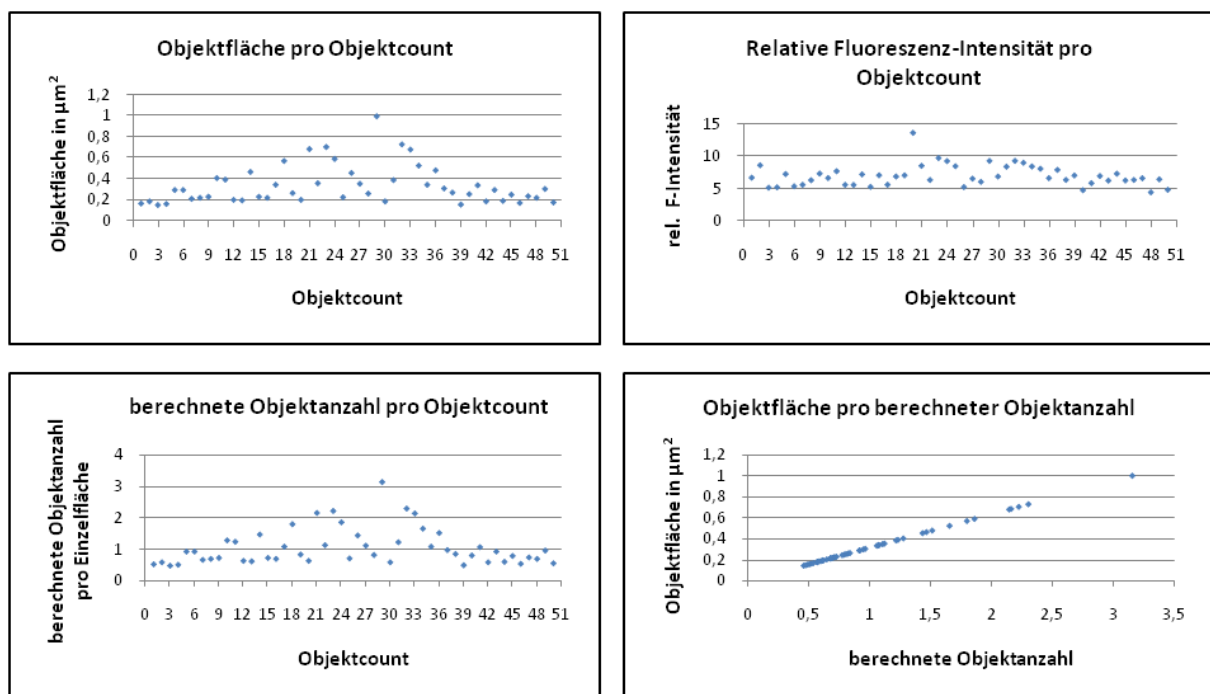 Objektfläche pro Objektcount
Objektfläche in µm²
1,2
1
0,8
0,6
0,4
0,2
0
0 3 6 9 12 15 18 21 24 27 30 33 36 39 42 45 48 51
Objektcount
Relative Fluoreszenz-Intensität pro
Objektcount
rel. F-Intensität
15
10
5
0
0 3 6 9 12 15 18 21 24 27 30 33 36 39 42 45 48 51
Objektcount
berechnete Objektanzahl pro Objektcount
berechnete Objektanzahl
pro Einzelfläche
4
3
2
1
0
0 3 6 9 12 15 18 21 24 27 30 33 36 39 42 45 48 51
Objektcount
Objektfläche pro berechneter Objektanzahl
Objektfläche in µm²
1,2
1
0,8
0,6
0,4
0,2
0
0 0,5 1 1,5 2 2,5 3 3,5
berechnete Objektanzahl